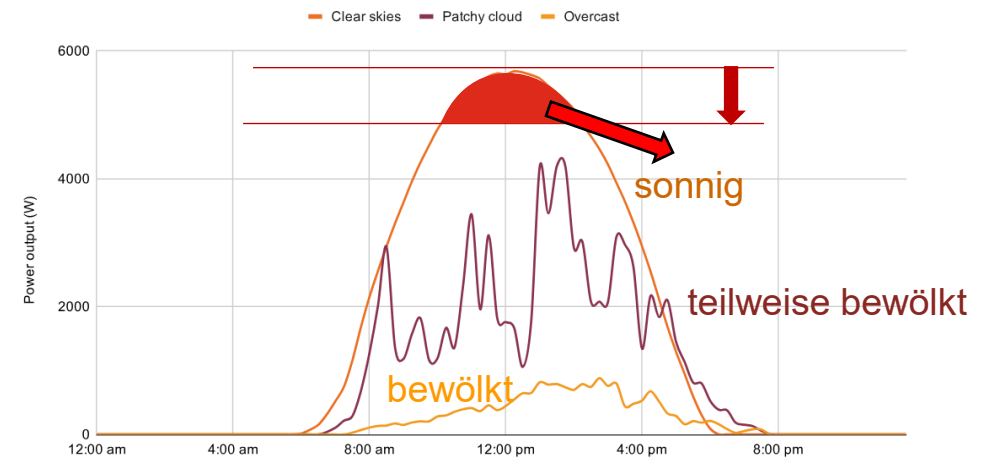 Clear skies Patchy cloud Overcast
6000
4000
2000
0
Power output (W)
sonnig
teilweise bewölkt
bewölkt
12:00 am 4:00 am 8:00 am 12:00 pm 4:00 pm 8:00 pm